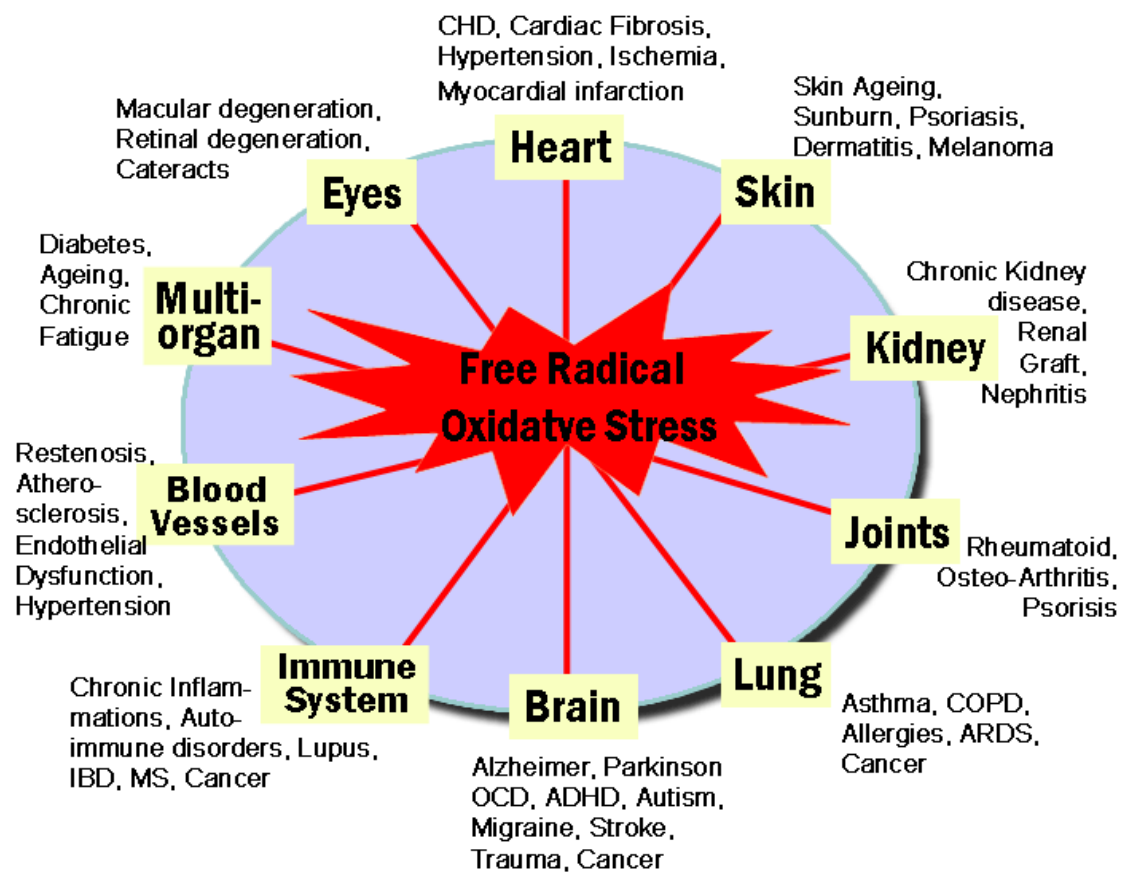 CHD, Cardiac Fibrosis,
Hypertension, Ischemia,
Myocardial infarction
Heart
Skin Ageing,
Sunburn, Psoriasis,
Dermatitis, Melanoma
Skin
Macular degeneration,
Retinal degeneration,
Cateracts
Eyes
Diabetes,
Ageing,
Chronic
Fatigue
Multi-
organ
Chronic Kidney
disease,
Renal
Graft,
Nephritis
Kidney
Free Radical
Oxidatve Stress
Restenosis,
Athero-
sclerosis,
Endothelial
Dysfunction,
Hypertension
Blood
Vessels
Joints
Rheumatoid,
Osteo-Arthritis,
Psorisis
Immune
System
Chronic Inflam-
mations, Auto-
immune disorders, Lupus,
IBD, MS, Cancer
Brain
Alzheimer, Parkinson
OCD, ADHD, Autism,
Migraine, Stroke,
Trauma, Cancer
Lung
Asthma, COPD,
Allergies, ARDS,
Cancer